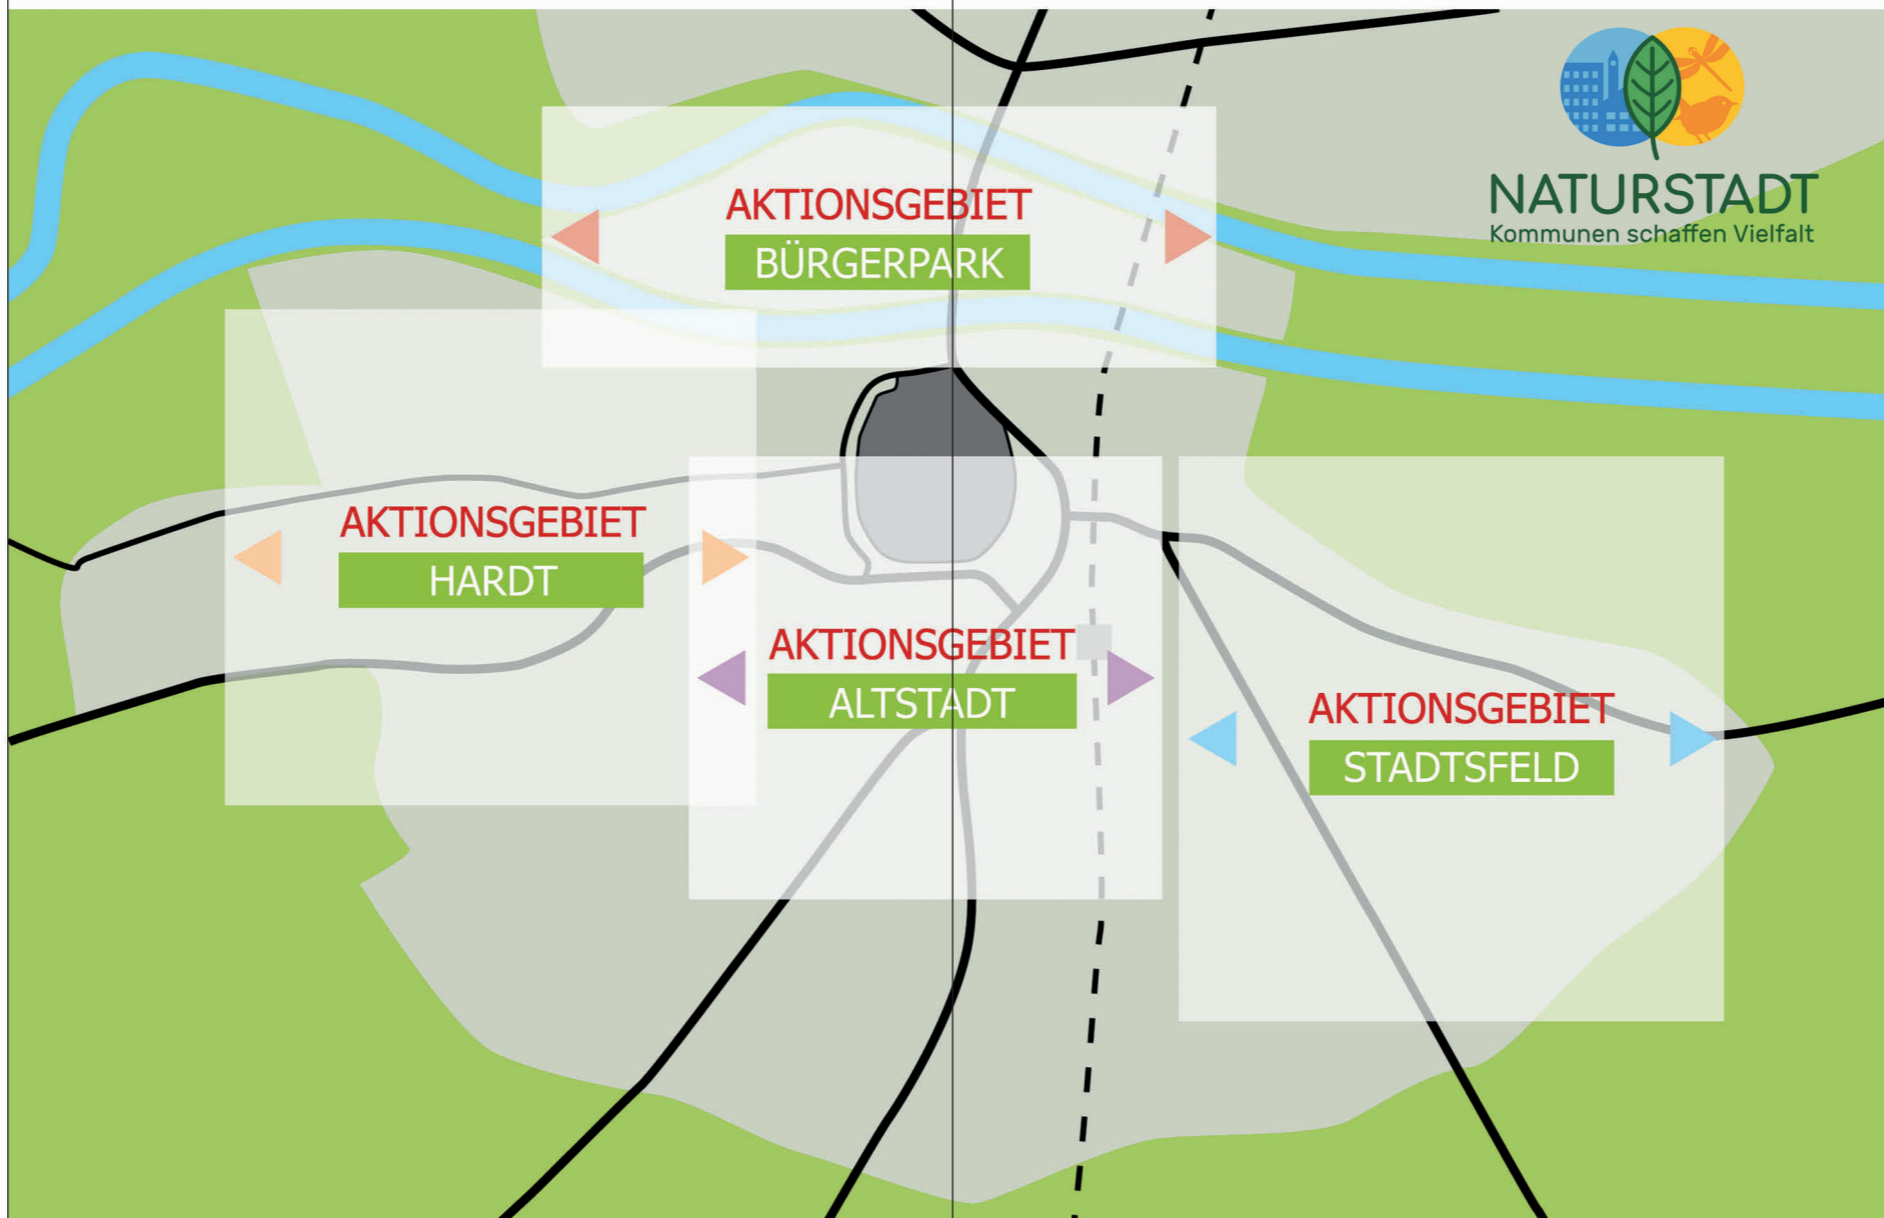 NATURSTADT
Kommunen schaffen Vielfalt
AKTIONSGEBIET
BÜRGERPARK
AKTIONSGEBIET
HARDT
AKTIONSGEBIET
ALTSTADT
AKTIONSGEBIET
STADTSFELD